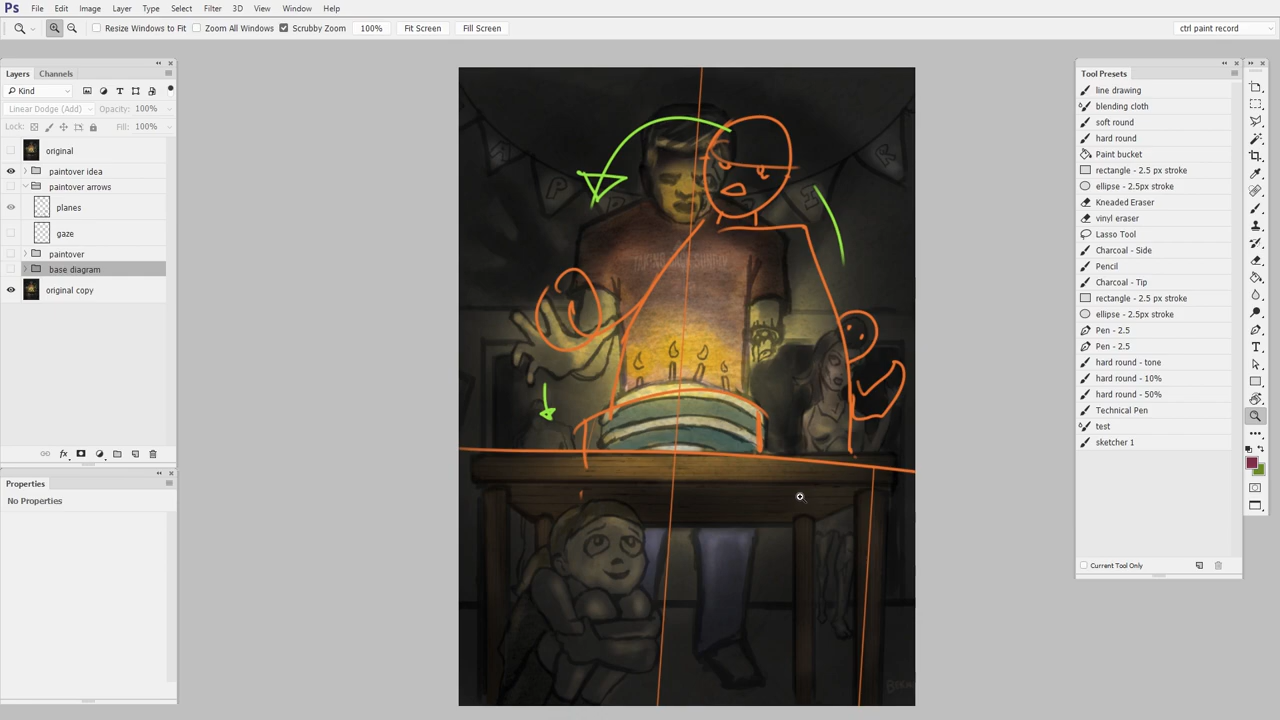 Ps File Edit Image Layer Type Select Filter 3D View Window Help
Resize Windows to Fit Zoom All Windows Scrubby Zoom 100% Fit Screen Fill Screen ctrl paint record
Layers Channels
Kind
Linear Dodge (Add) Opacity: 100%
Lock: Fill: 100%
original
paintover idea
paintover arrows
planes
gaze
paintover
base diagram
original copy
fx
Properties
No Properties
P
H
R
Tool Presets
line drawing
blending cloth
soft round
hard round
Paint bucket
rectangle - 2.5 px stroke
ellipse - 2.5px stroke
Kneaded Eraser
vinyl eraser
Lasso Tool
Charcoal - Side
Pencil
Charcoal - Tip
rectangle - 2.5 px stroke
ellipse - 2.5px stroke
Pen - 2.5
Pen - 2.5
hard round - tone
hard round - 10%
hard round - 50%
Technical Pen
test
sketcher 1
Current Tool Only